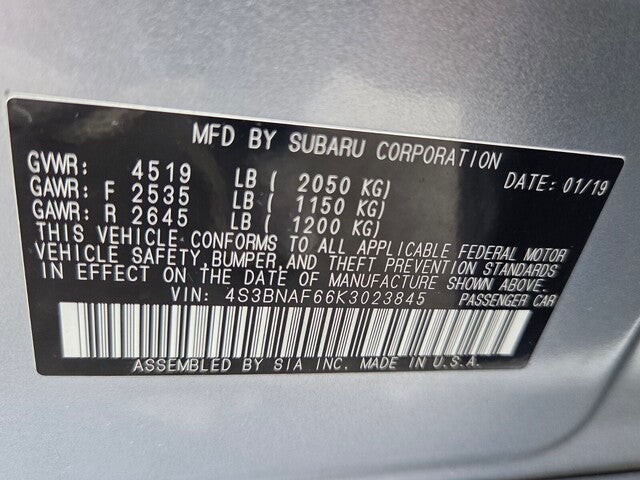 MFD BY SUBARU CORPORATION
GVWR: 4519 LB ( 2050 KG) DATE: 01/19
GAWR: F 2535 LB ( 1150 KG)
GAWR: R 2645 LB ( 1200 KG)
THIS VEHICLE CONFORMS TO ALL APPLICABLE FEDERAL MOTOR
VEHICLE SAFETY, BUMPER, AND THEFT PREVENTION STANDARDS
IN EFFECT ON THE DATE OF MANUFACTURE SHOWN ABOVE.
VIN: 4S3BNAF66K3023845 PASSENGER CAR
ASSEMBLED BY SIA INC. MADE IN U.S.A.